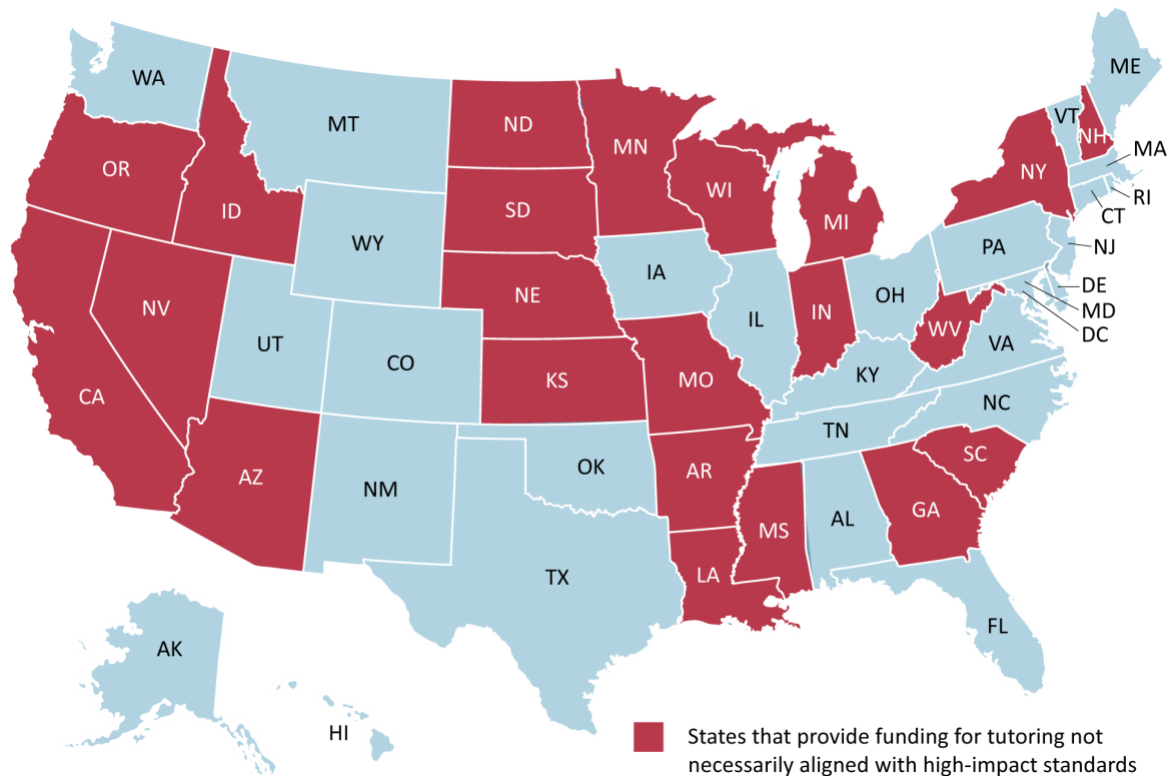 WA
MT
ND
MN
ME
VT
NH
MA
OR
ID
SD
WI
MI
NY
RI
CT
WY
IA
PA
NJ
NV
NE
IL
IN
OH
DE
MD
DC
UT
CO
KS
MO
KY
WV
VA
CA
AZ
NM
OK
AR
TN
NC
SC
TX
LA
MS
AL
GA
FL
AK
HI
States that provide funding for tutoring not
necessarily aligned with high-impact standards